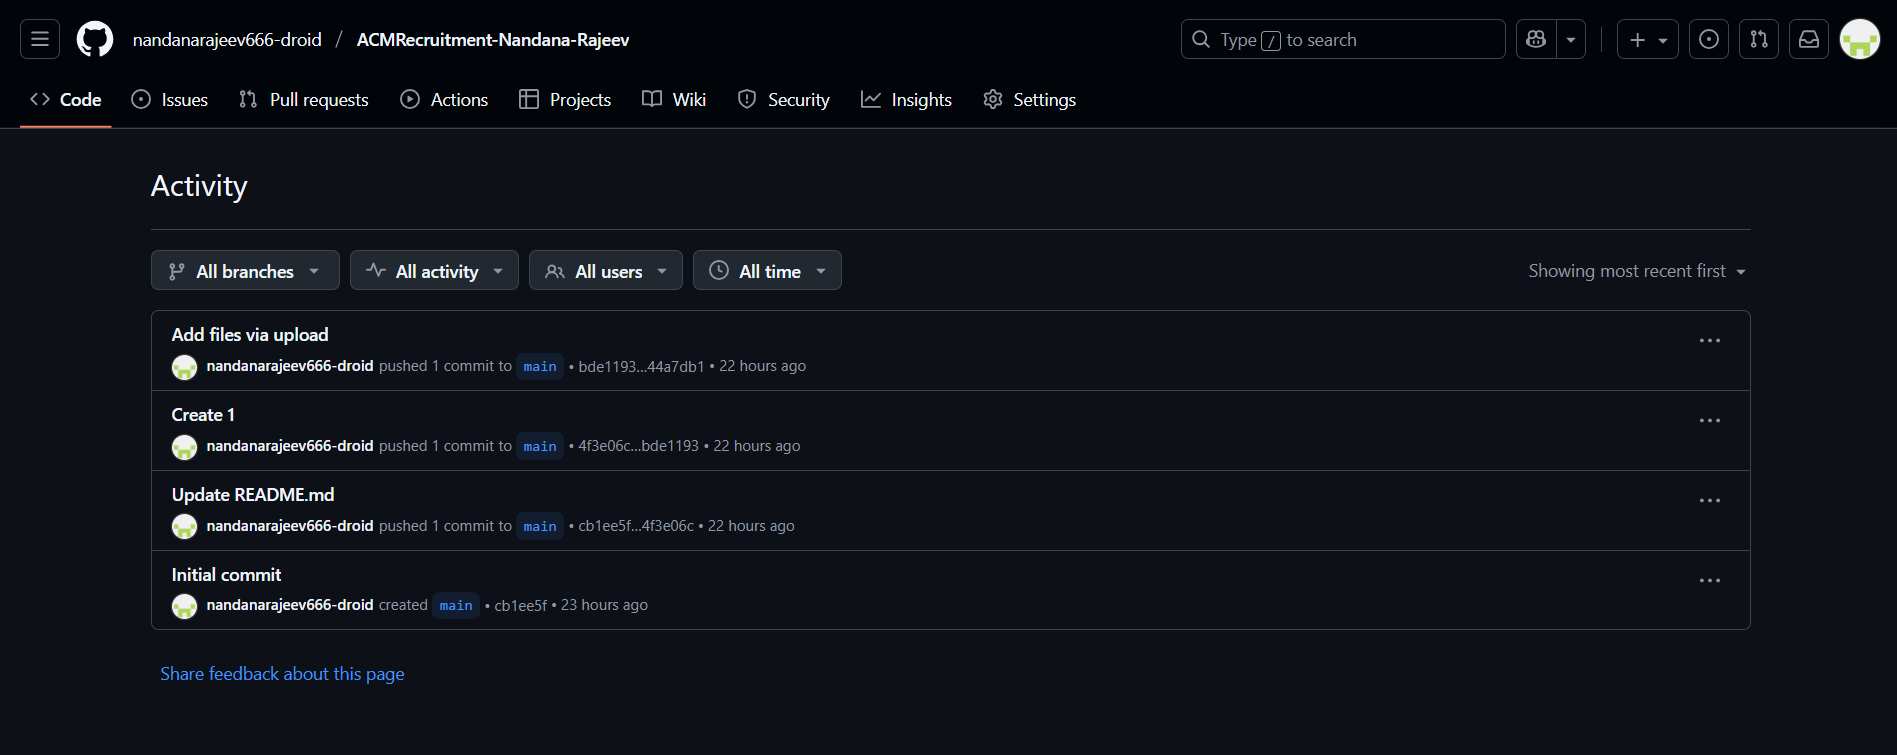 nandanarajeev666-droid / ACMRecruitment-Nandana-Rajeev
Type / to search
Code Issues Pull requests Actions Projects Wiki Security Insights Settings
Activity
All branches All activity All users All time Showing most recent first
Add files via upload
nandanarajeev666-droid pushed 1 commit to main • bde1193...44a7db1 • 22 hours ago
Create 1
nandanarajeev666-droid pushed 1 commit to main • 4f3e06c...bde1193 • 22 hours ago
Update README.md
nandanarajeev666-droid pushed 1 commit to main • cb1ee5f...4f3e06c • 22 hours ago
Initial commit
nandanarajeev666-droid created main • cb1ee5f • 23 hours ago
Share feedback about this page